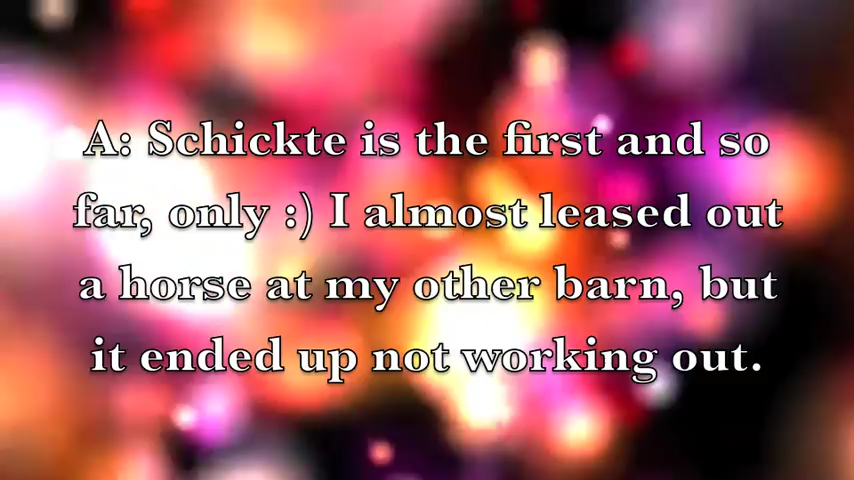 A: Schickte is the first and so
far, only :) I almost leased out
a horse at my other barn, but
it ended up not working out.